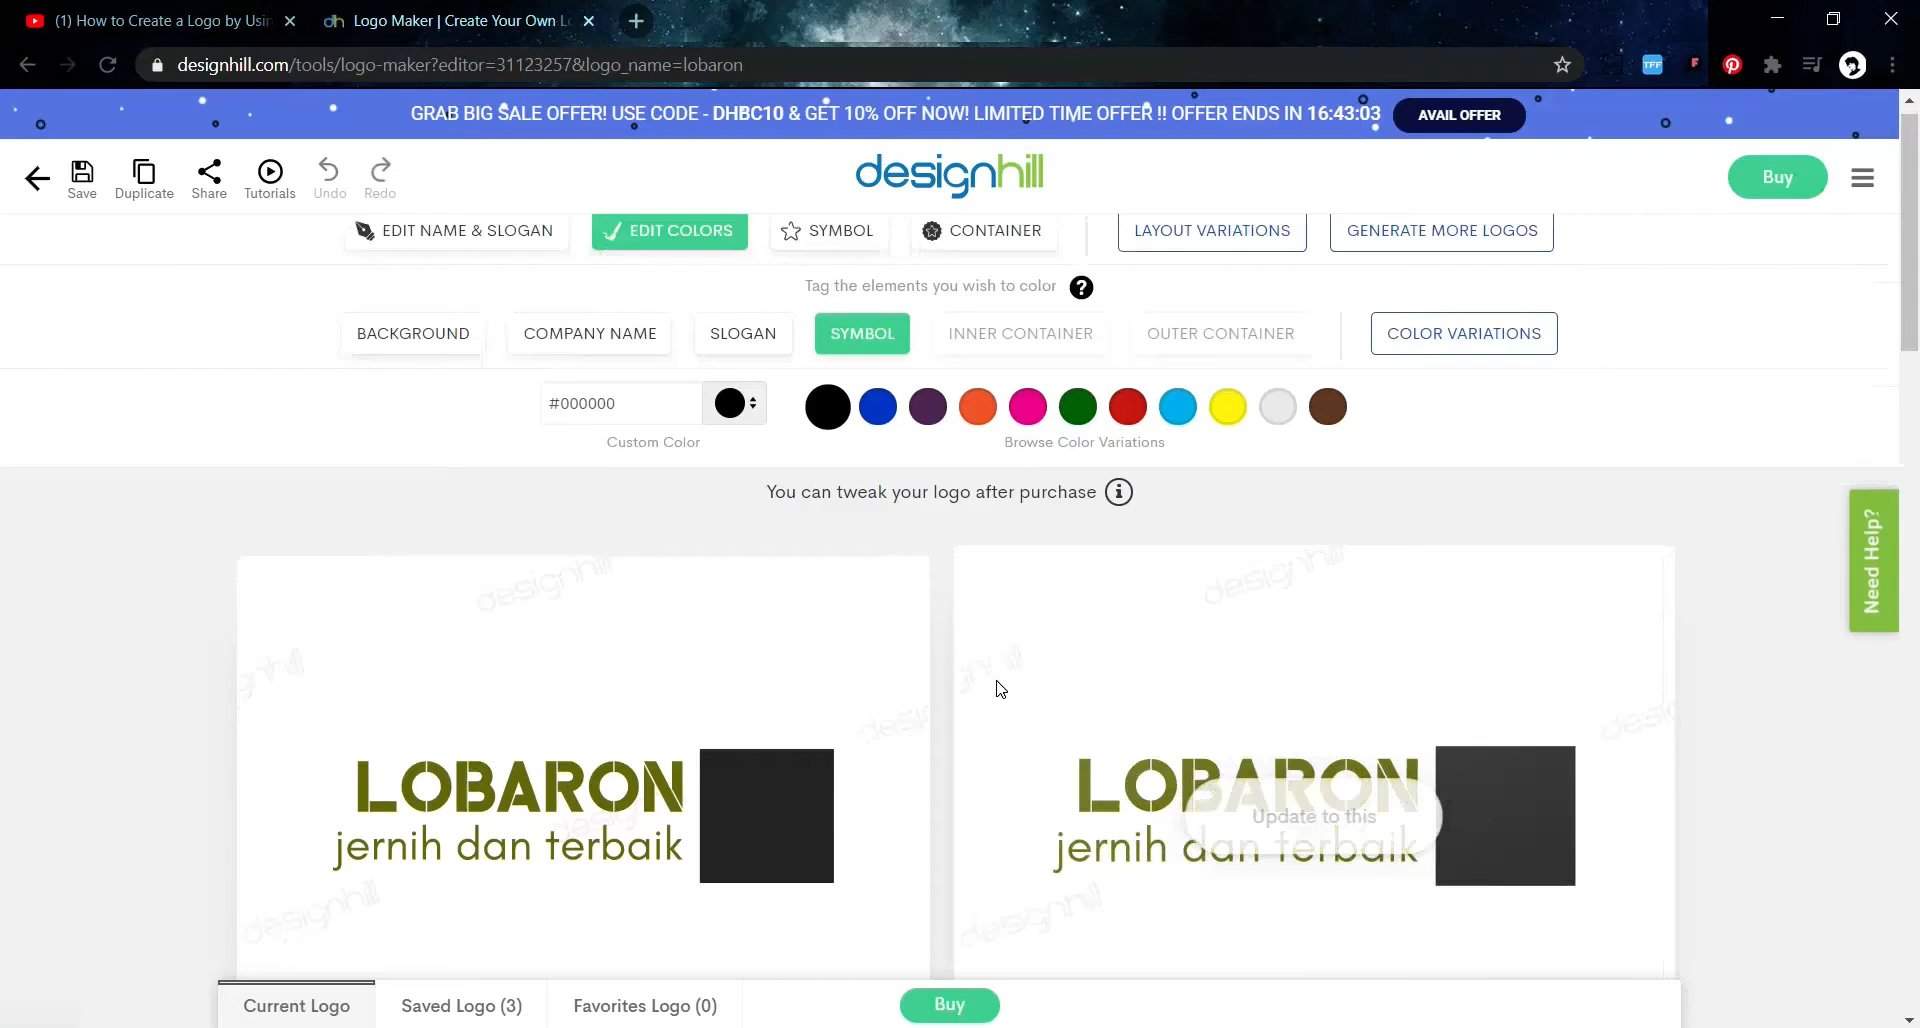 (1) How to Create a Logo by Usin
Logo Maker | Create Your Own Lo
designhill.com/tools/logo-maker?editor=31123257&logo_name=lobaron
TFF
GRAB BIG SALE OFFER! USE CODE - DHBC10 & GET 10% OFF NOW! LIMITED TIME OFFER !! OFFER ENDS IN 16:43:03
AVAIL OFFER
Save
Duplicate
Share
Tutorials
Undo
Redo
designhill
Buy
EDIT NAME & SLOGAN
EDIT COLORS
SYMBOL
CONTAINER
LAYOUT VARIATIONS
GENERATE MORE LOGOS
Tag the elements you wish to color ?
BACKGROUND
COMPANY NAME
SLOGAN
SYMBOL
INNER CONTAINER
OUTER CONTAINER
COLOR VARIATIONS
#000000
Custom Color
Browse Color Variations
You can tweak your logo after purchase i
Need Help?
designhill
designhill
LOBARON
jernih dan terbaik
LOBARON
jernih dan terbaik
Update to this
designhill
designhill
Current Logo
Saved Logo (3)
Favorites Logo (0)
Buy